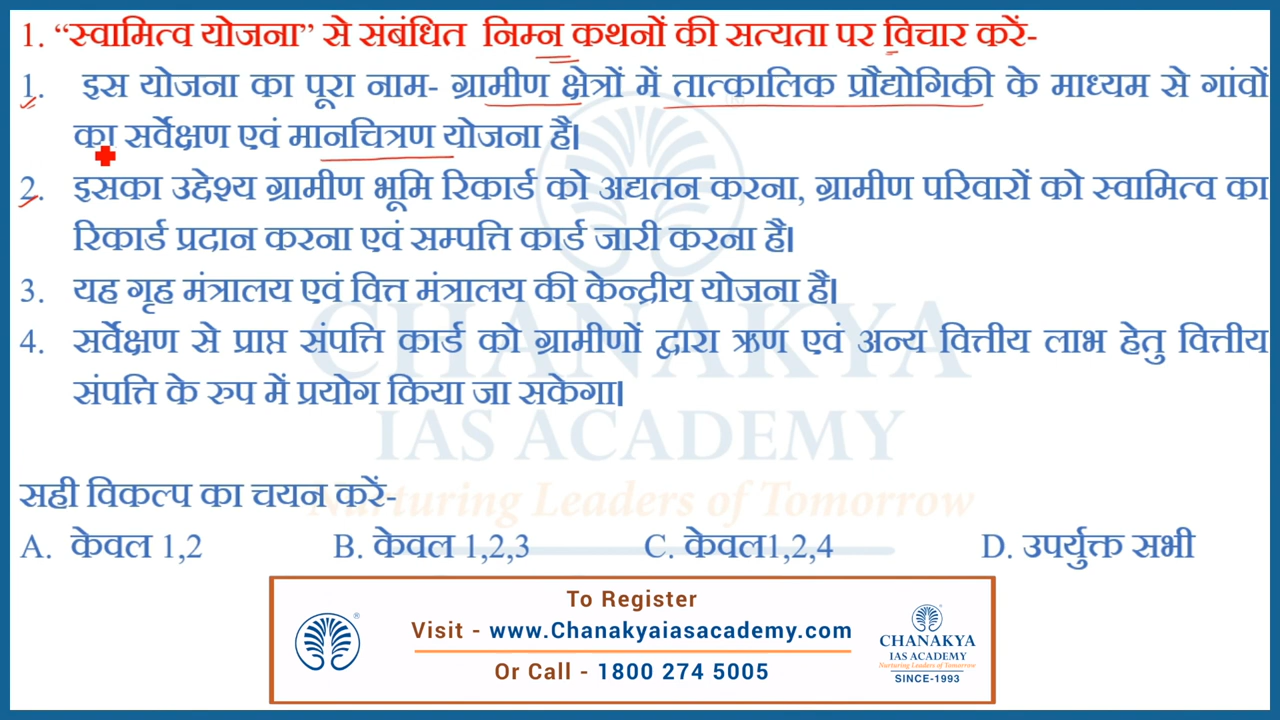 1. “स्वामित्व योजना” से संबंधित निम्न कथनों की सत्यता पर विचार करें-
1. इस योजना का पूरा नाम- ग्रामीण क्षेत्रों में तात्कालिक प्रौद्योगिकी के माध्यम से गांवों
का सर्वेक्षण एवं मानचित्रण योजना है।
2. इसका उद्देश्य ग्रामीण भूमि रिकार्ड को अद्यतन करना, ग्रामीण परिवारों को स्वामित्व का
रिकार्ड प्रदान करना एवं सम्पत्ति कार्ड जारी करना है।
3. यह गृह मंत्रालय एवं वित्त मंत्रालय की केन्द्रीय योजना है।
4. सर्वेक्षण से प्राप्त संपत्ति कार्ड को ग्रामीणों द्वारा ऋण एवं अन्य वित्तीय लाभ हेतु वित्तीय
संपत्ति के रुप में प्रयोग किया जा सकेगा।
CHANAKYA
IAS ACADEMY
Nurturing Leaders of Tomorrow
सही विकल्प का चयन करें-
A. केवल 1,2 B. केवल 1,2,3 C. केवल1,2,4 D. उपर्युक्त सभी
To Register
Visit - www.Chanakyaiasacademy.com
Or Call - 1800 274 5005
CHANAKYA
IAS ACADEMY
Nurturing Leaders of Tomorrow
SINCE-1993